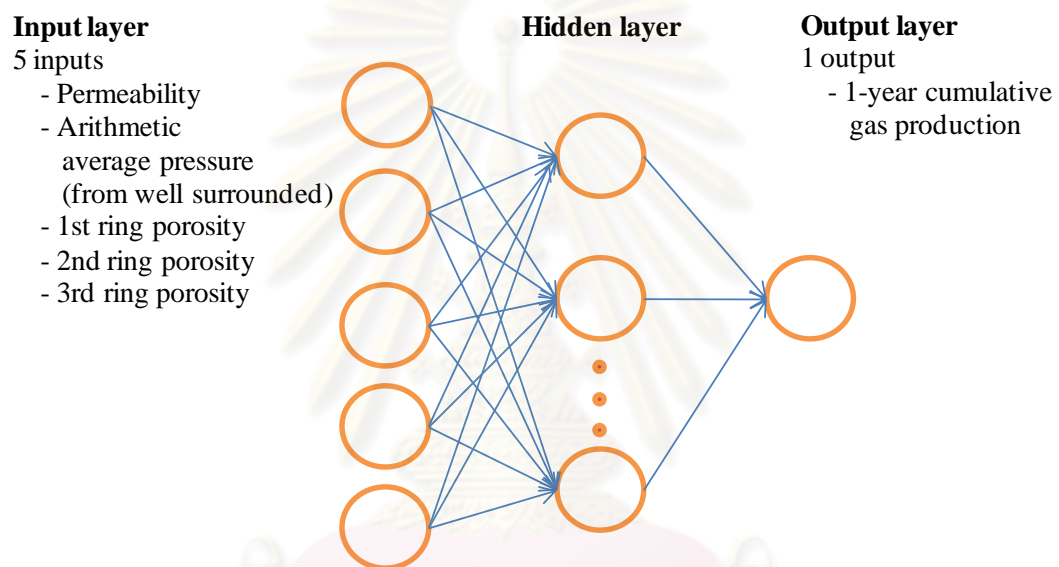 Input layer
5 inputs
- Permeability
- Arithmetic
average pressure
(from well surrounded)
- 1st ring porosity
- 2nd ring porosity
- 3rd ring porosity
Hidden layer
Output layer
1 output
- 1-year cumulative
gas production